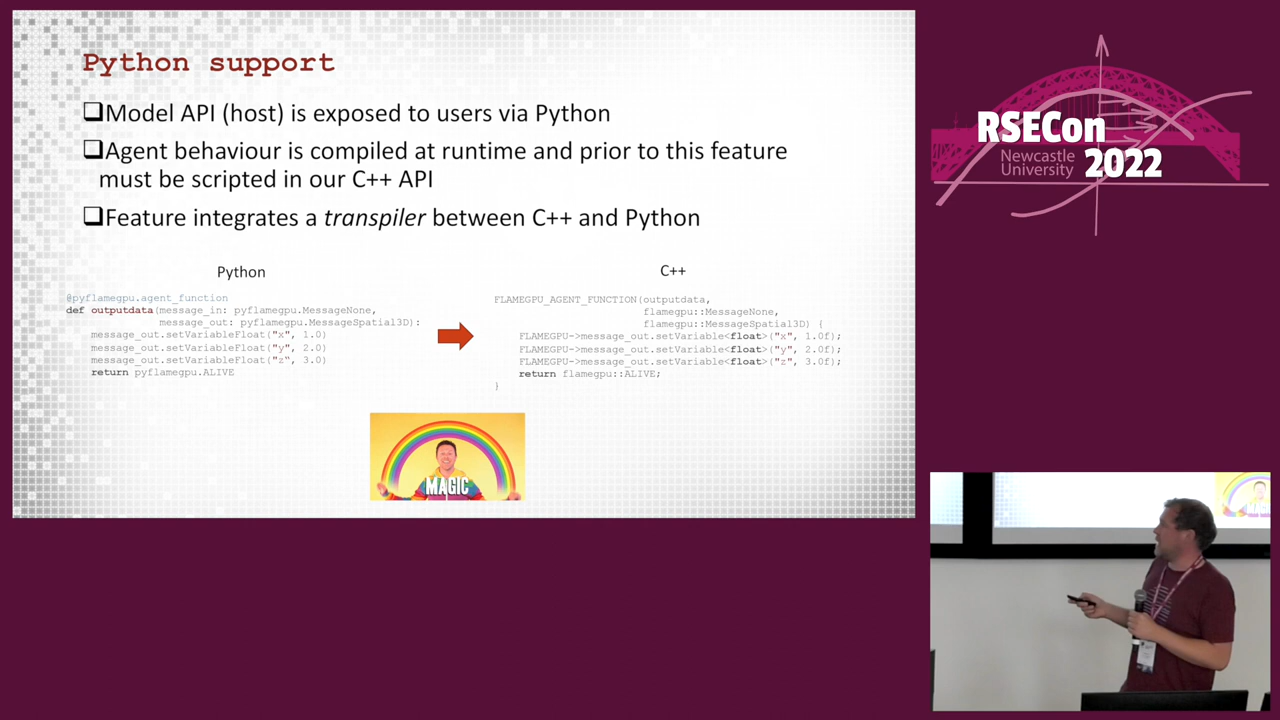 Python support
❑Model API (host) is exposed to users via Python
❑Agent behaviour is compiled at runtime and prior to this feature
must be scripted in our C++ API
❑Feature integrates a transpiler between C++ and Python
Python
@pyflamegpu.agent_function
def outputdata(message_in: pyflamegpu.MessageNone,
message_out: pyflamegpu.MessageSpatial3D):
message_out.setVariableFloat("x", 1.0)
message_out.setVariableFloat("y", 2.0)
message_out.setVariableFloat("z", 3.0)
return pyflamegpu.ALIVE
C++
FLAMEGPU_AGENT_FUNCTION(outputdata,
flamegpu::MessageNone,
flamegpu::MessageSpatial3D) {
FLAMEGPU->message_out.setVariable<float>("x", 1.0f);
FLAMEGPU->message_out.setVariable<float>("y", 2.0f);
FLAMEGPU->message_out.setVariable<float>("z", 3.0f);
return flamegpu::ALIVE;
}
MAGIC
RSECon
Newcastle
University
2022